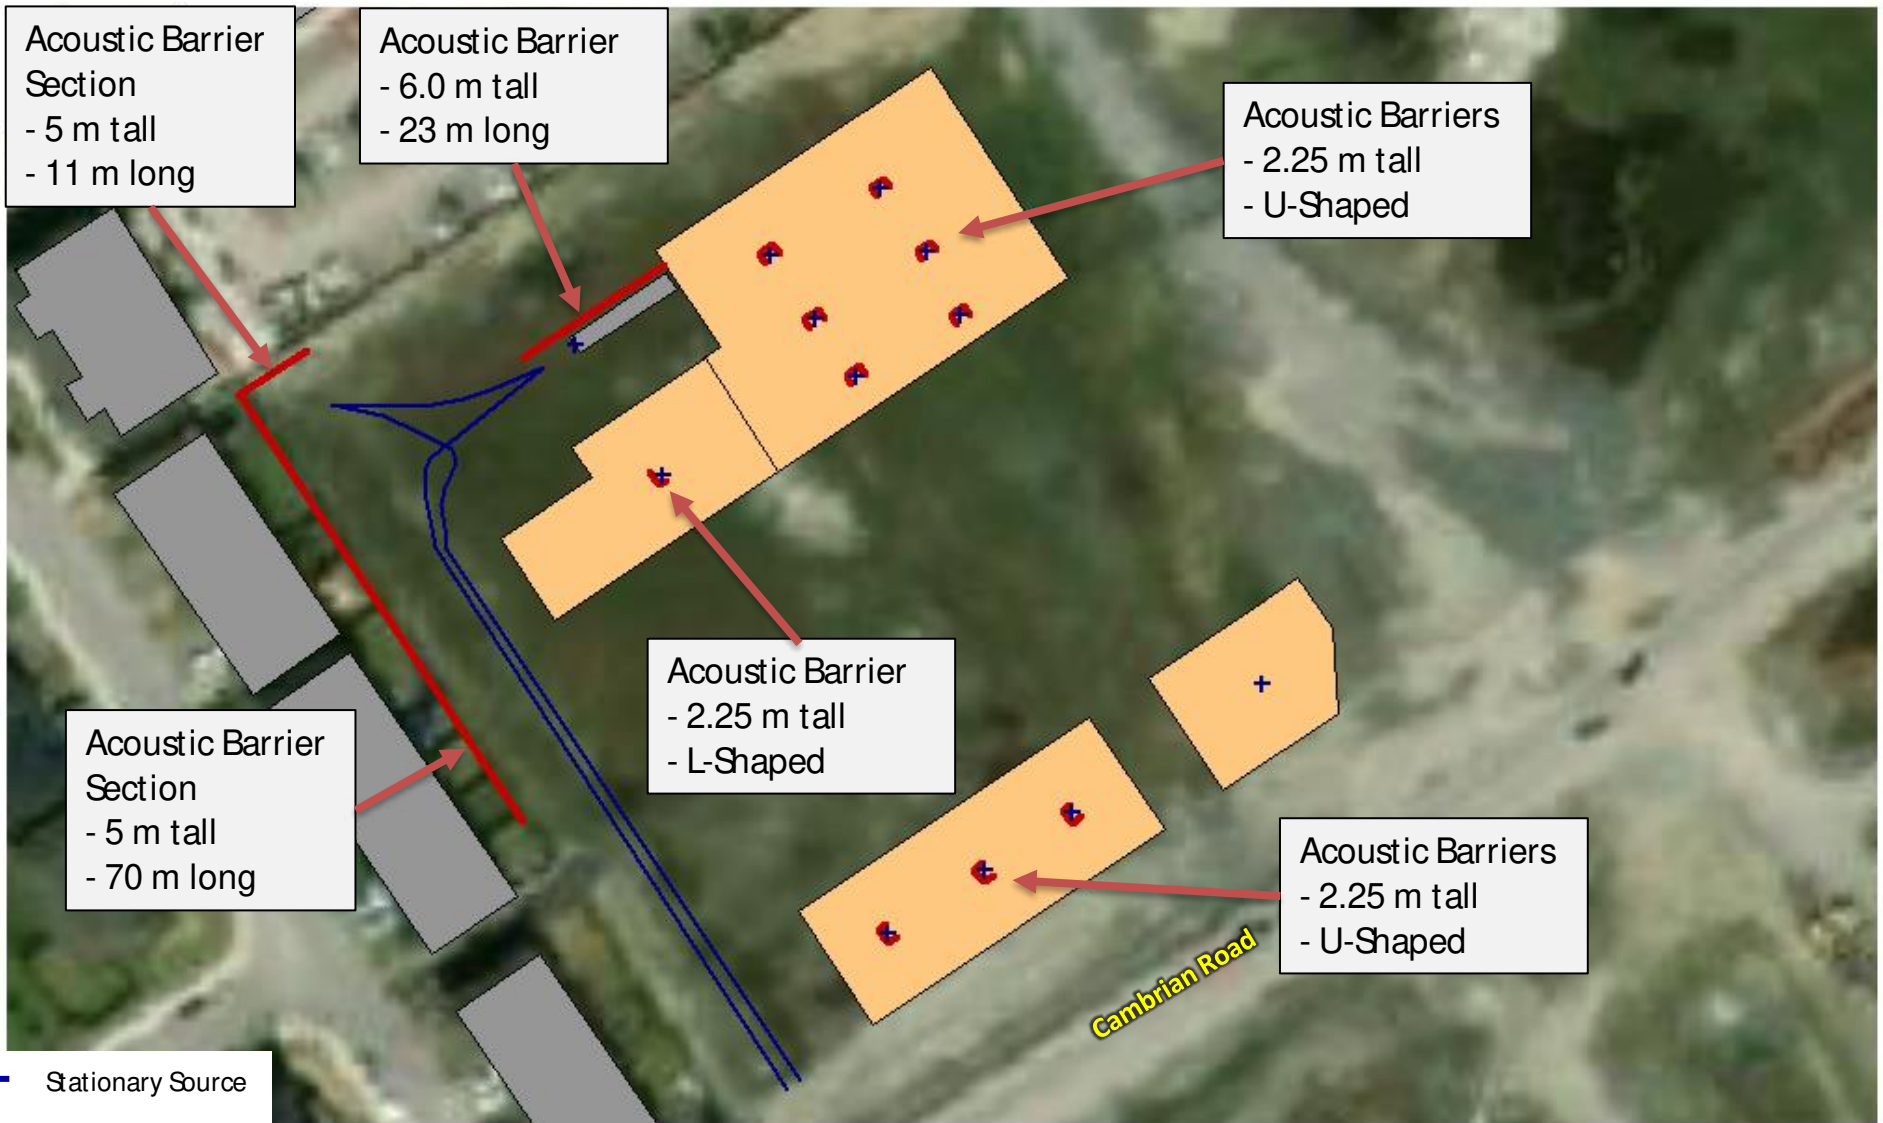 Acoustic Barrier
Section
- 5 m tall
- 11 m long
Acoustic Barrier
- 6.0 m tall
- 23 m long
Acoustic Barriers
- 2.25 m tall
- U-Shaped
Acoustic Barrier
- 2.25 m tall
- L-Shaped
Acoustic Barrier
Section
- 5 m tall
- 70 m long
Acoustic Barriers
- 2.25 m tall
- U-Shaped
Cambrian Road
Stationary Source